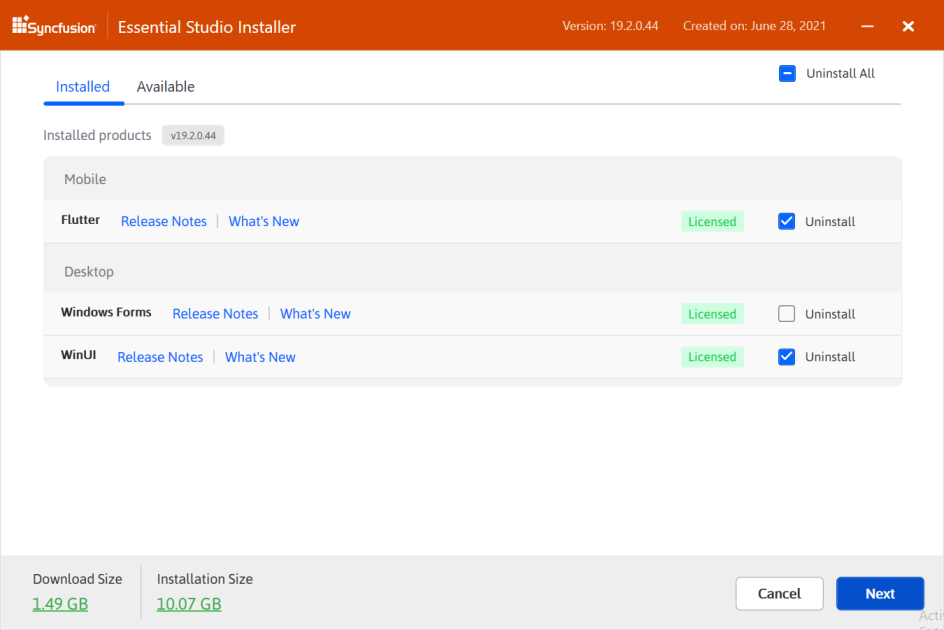 Syncfusion Essential Studio Installer Version: 19.2.0.44 Created on: June 28, 2021
Uninstall All
Installed Available
Installed products v19.2.0.44
Mobile
Flutter Release Notes | What's New Licensed Uninstall
Desktop
Windows Forms Release Notes | What's New Licensed Uninstall
WinUI Release Notes | What's New Licensed Uninstall
Download Size Installation Size
1.49 GB 10.07 GB
Cancel Next